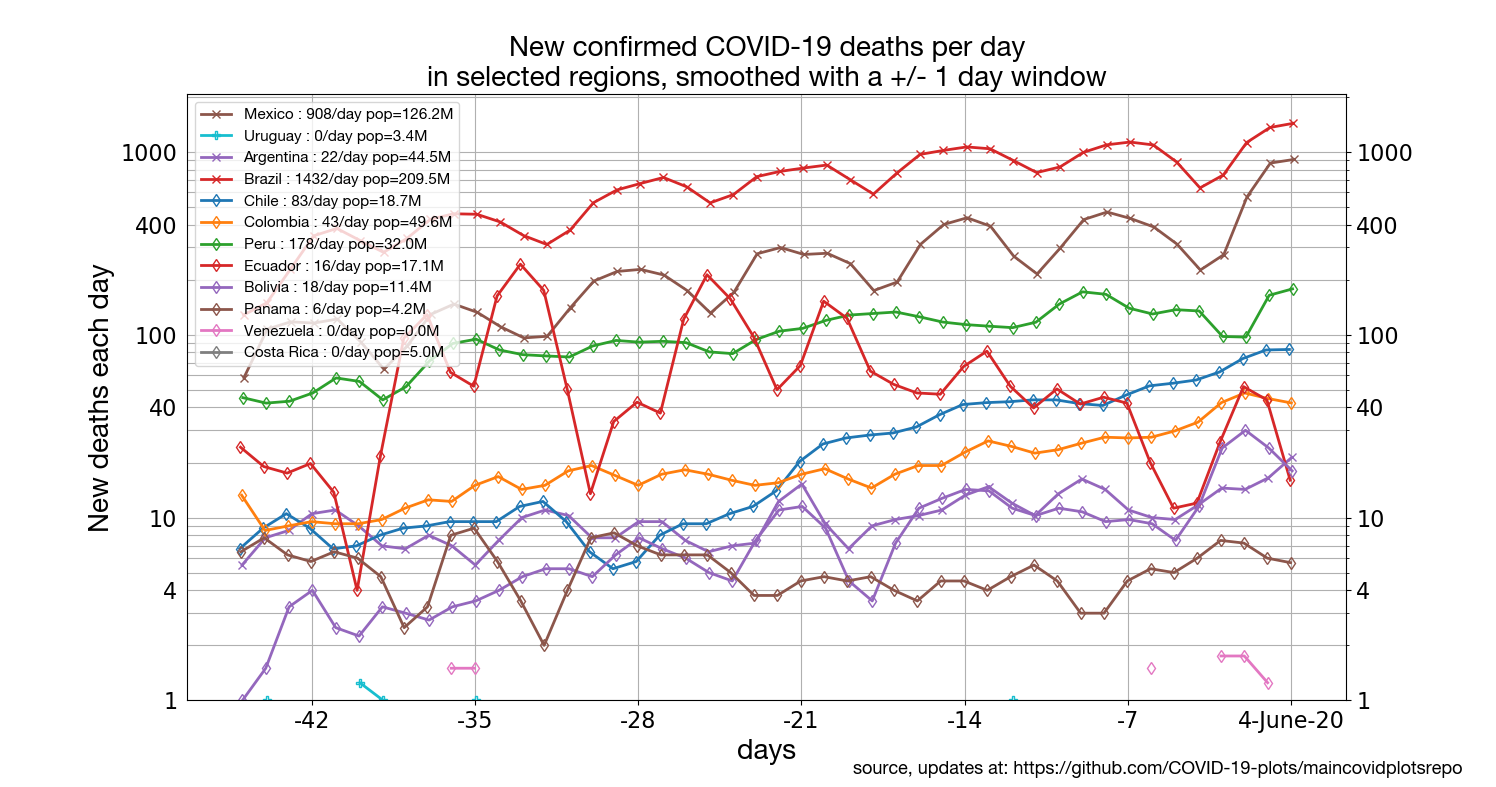 New confirmed COVID-19 deaths per day
in selected regions, smoothed with a +/- 1 day window
Mexico : 908/day pop=126.2M
Uruguay : 0/day pop=3.4M
Argentina : 22/day pop=44.5M
Brazil : 1432/day pop=209.5M
Chile : 83/day pop=18.7M
Colombia : 43/day pop=49.6M
Peru : 178/day pop=32.0M
Ecuador : 16/day pop=17.1M
Bolivia : 18/day pop=11.4M
Panama : 6/day pop=4.2M
Venezuela : 0/day pop=0.0M
Costa Rica : 0/day pop=5.0M
New deaths each day
1000
400
100
40
10
4
1
1000
400
100
40
10
4
1
-42 -35 -28 -21 -14 -7 4-June-20
days
source, updates at: https://github.com/COVID-19-plots/maincovidplotsrepo